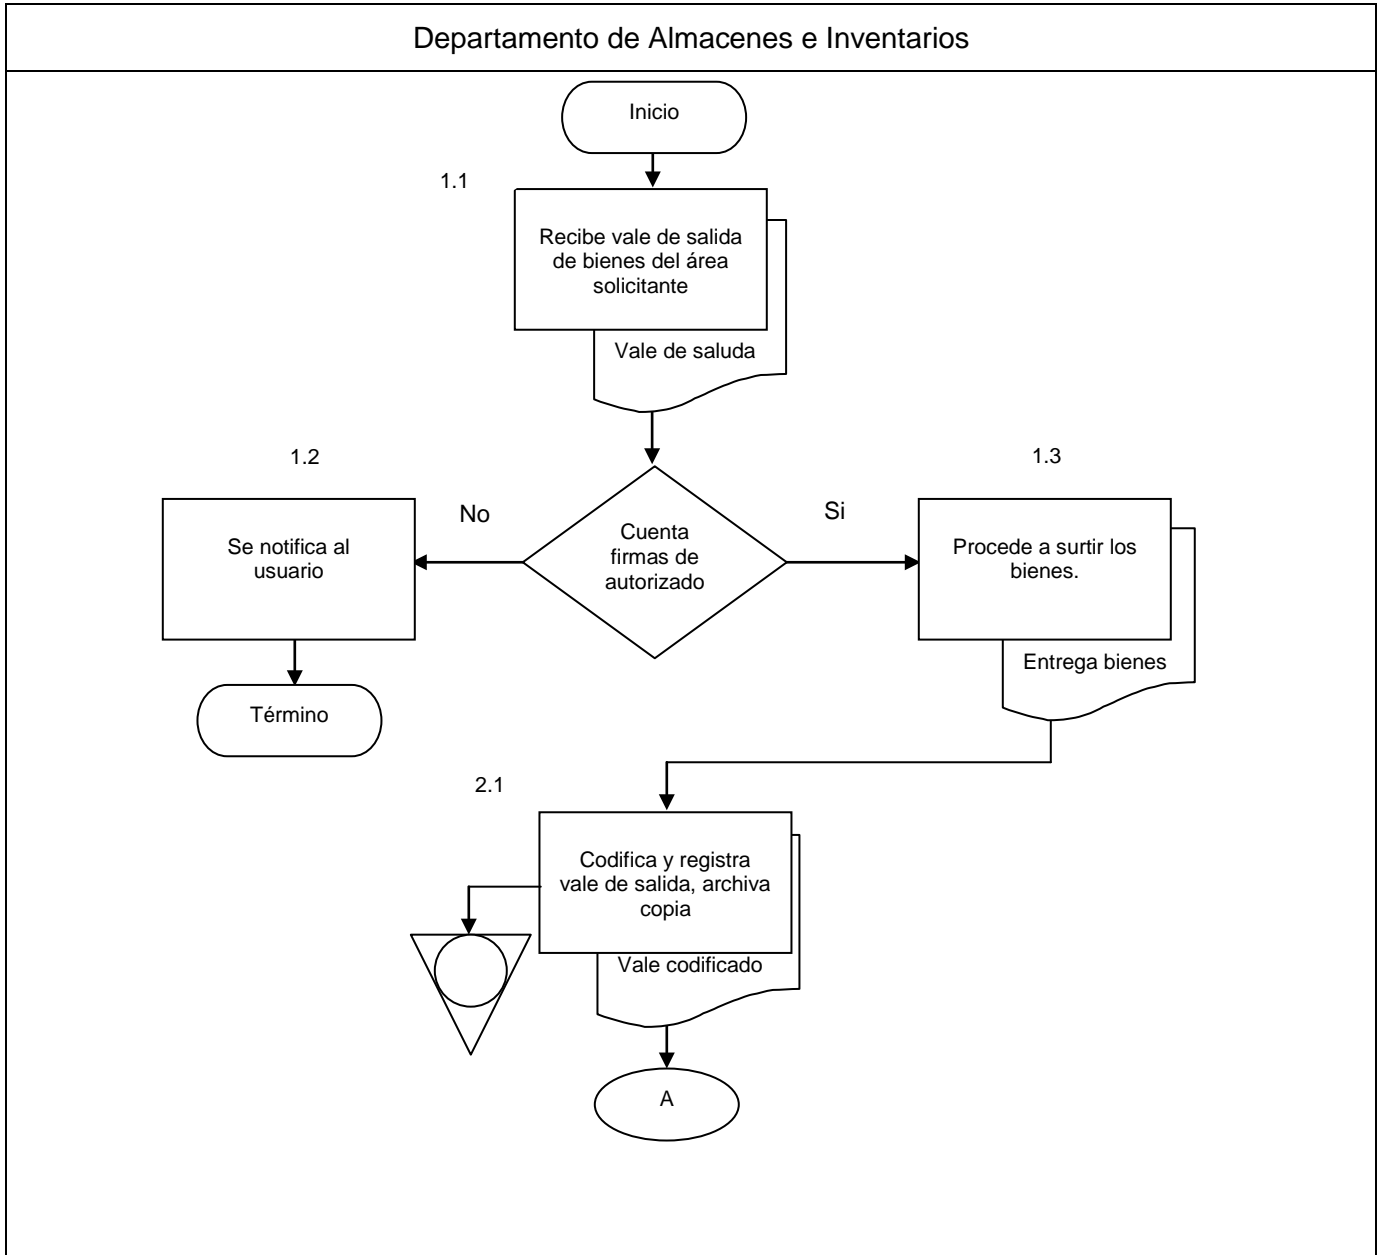 Departamento de Almacenes e Inventarios
Inicio
1.1
Recibe vale de salida
de bienes del área
solicitante
Vale de saluda
1.2
1.3
No
Si
Se notifica al
usuario
Cuenta
firmas de
autorizado
Procede a surtir los
bienes.
Entrega bienes
Término
2.1
Codifica y registra
vale de salida, archiva
copia
Vale codificado
A